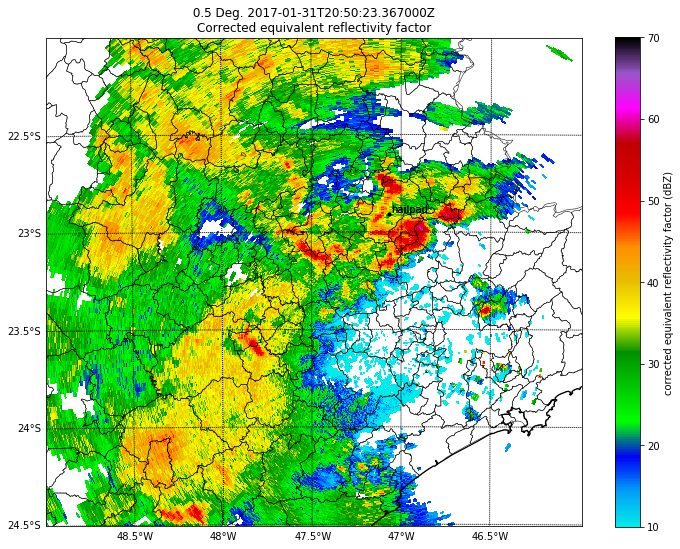 0.5 Deg. 2017-01-31T20:50:23.367000Z
Corrected equivalent reflectivity factor
22.5°S
23°S
23.5°S
24°S
24.5°S
48.5°W
48°W
47.5°W
47°W
46.5°W
hailpad
70
60
50
40
30
20
10
corrected equivalent reflectivity factor (dBZ)